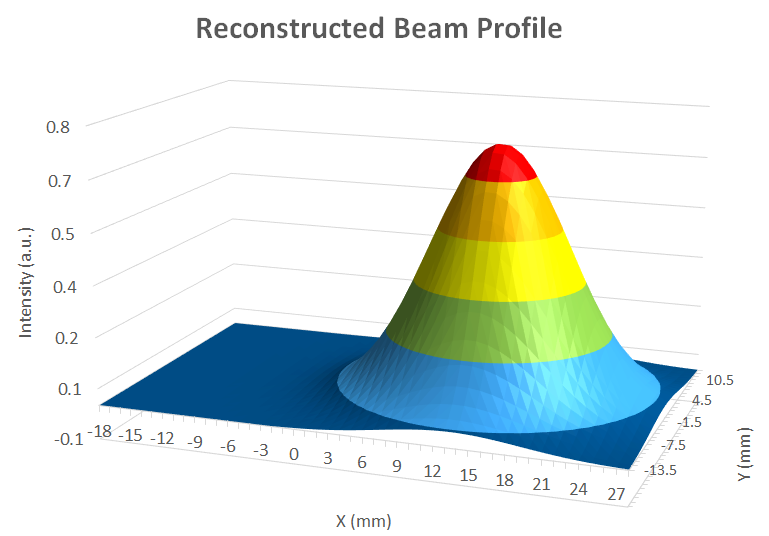 Reconstructed Beam Profile
0.8
0.7
0.5
0.4
0.2
0.1
-0.1
Intensity (a.u.)
-18 -15 -12 -9 -6 -3 0 3 6 9 12 15 18 21 24 27
X (mm)
10.5
4.5
-1.5
-7.5
-13.5
Y (mm)